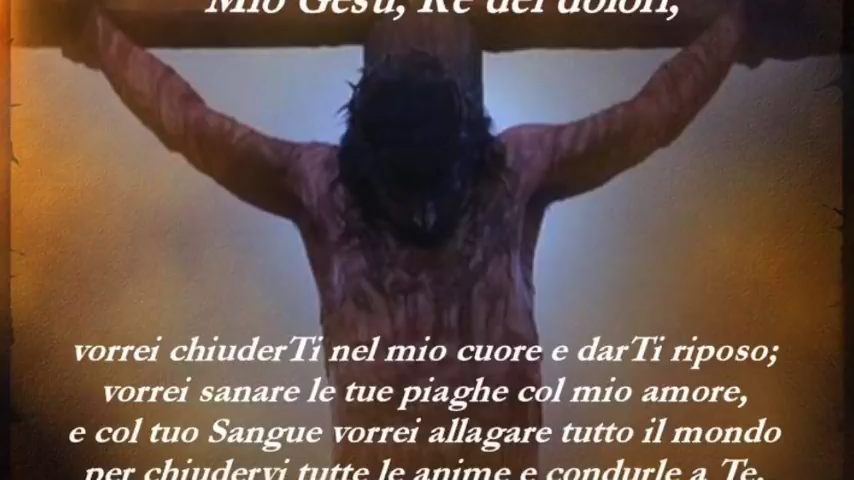 Mio Gesù, Re dei dolori,
vorrei chiuderTi nel mio cuore e darTi riposo;
vorrei sanare le tue piaghe col mio amore,
e col tuo Sangue vorrei allagare tutto il mondo
per chiudervi tutte le anime e condurle a Te.